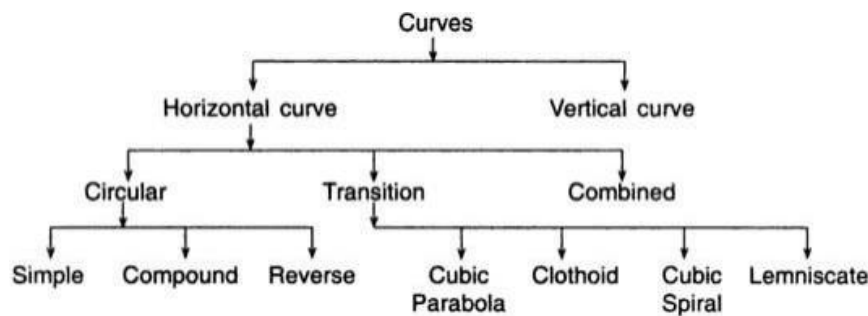 Curves
Horizontal curve Vertical curve
Circular Transition Combined
Simple Compound Reverse Cubic Parabola Clothoid Cubic Spiral Lemniscate